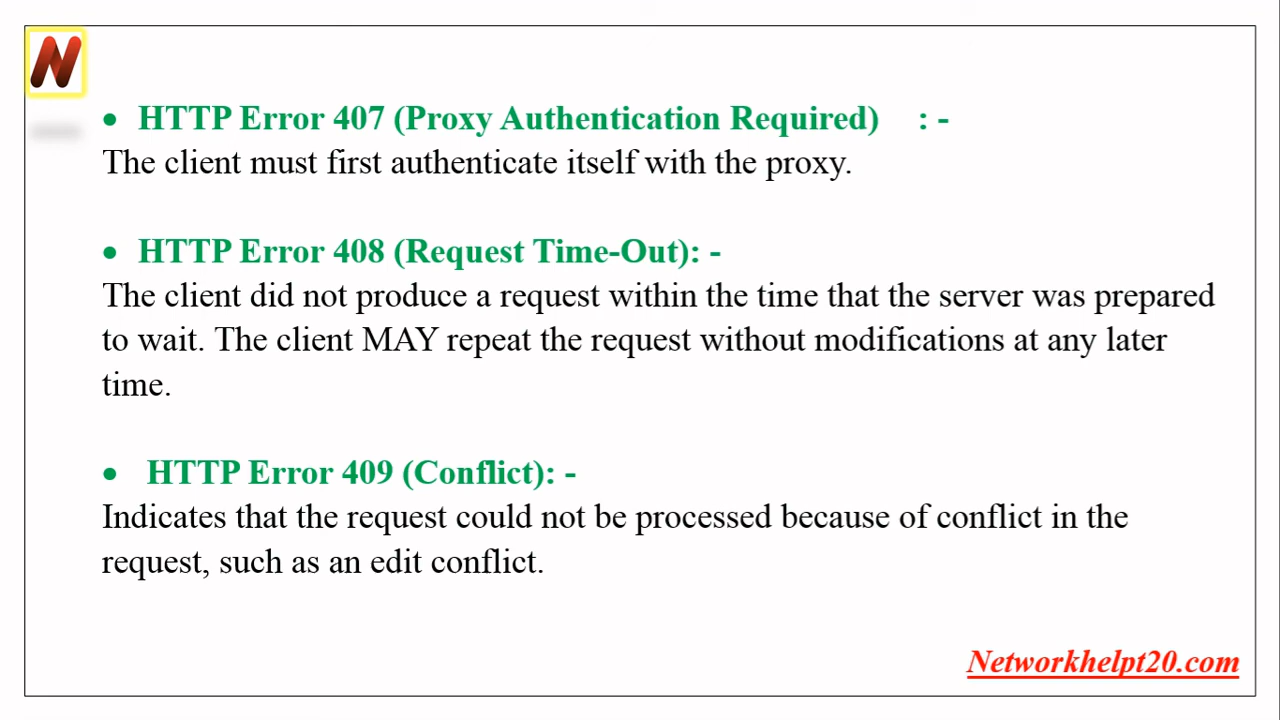 N
• HTTP Error 407 (Proxy Authentication Required) : -
The client must first authenticate itself with the proxy.
• HTTP Error 408 (Request Time-Out): -
The client did not produce a request within the time that the server was prepared
to wait. The client MAY repeat the request without modifications at any later
time.
• HTTP Error 409 (Conflict): -
Indicates that the request could not be processed because of conflict in the
request, such as an edit conflict.
Networkhelpt20.com